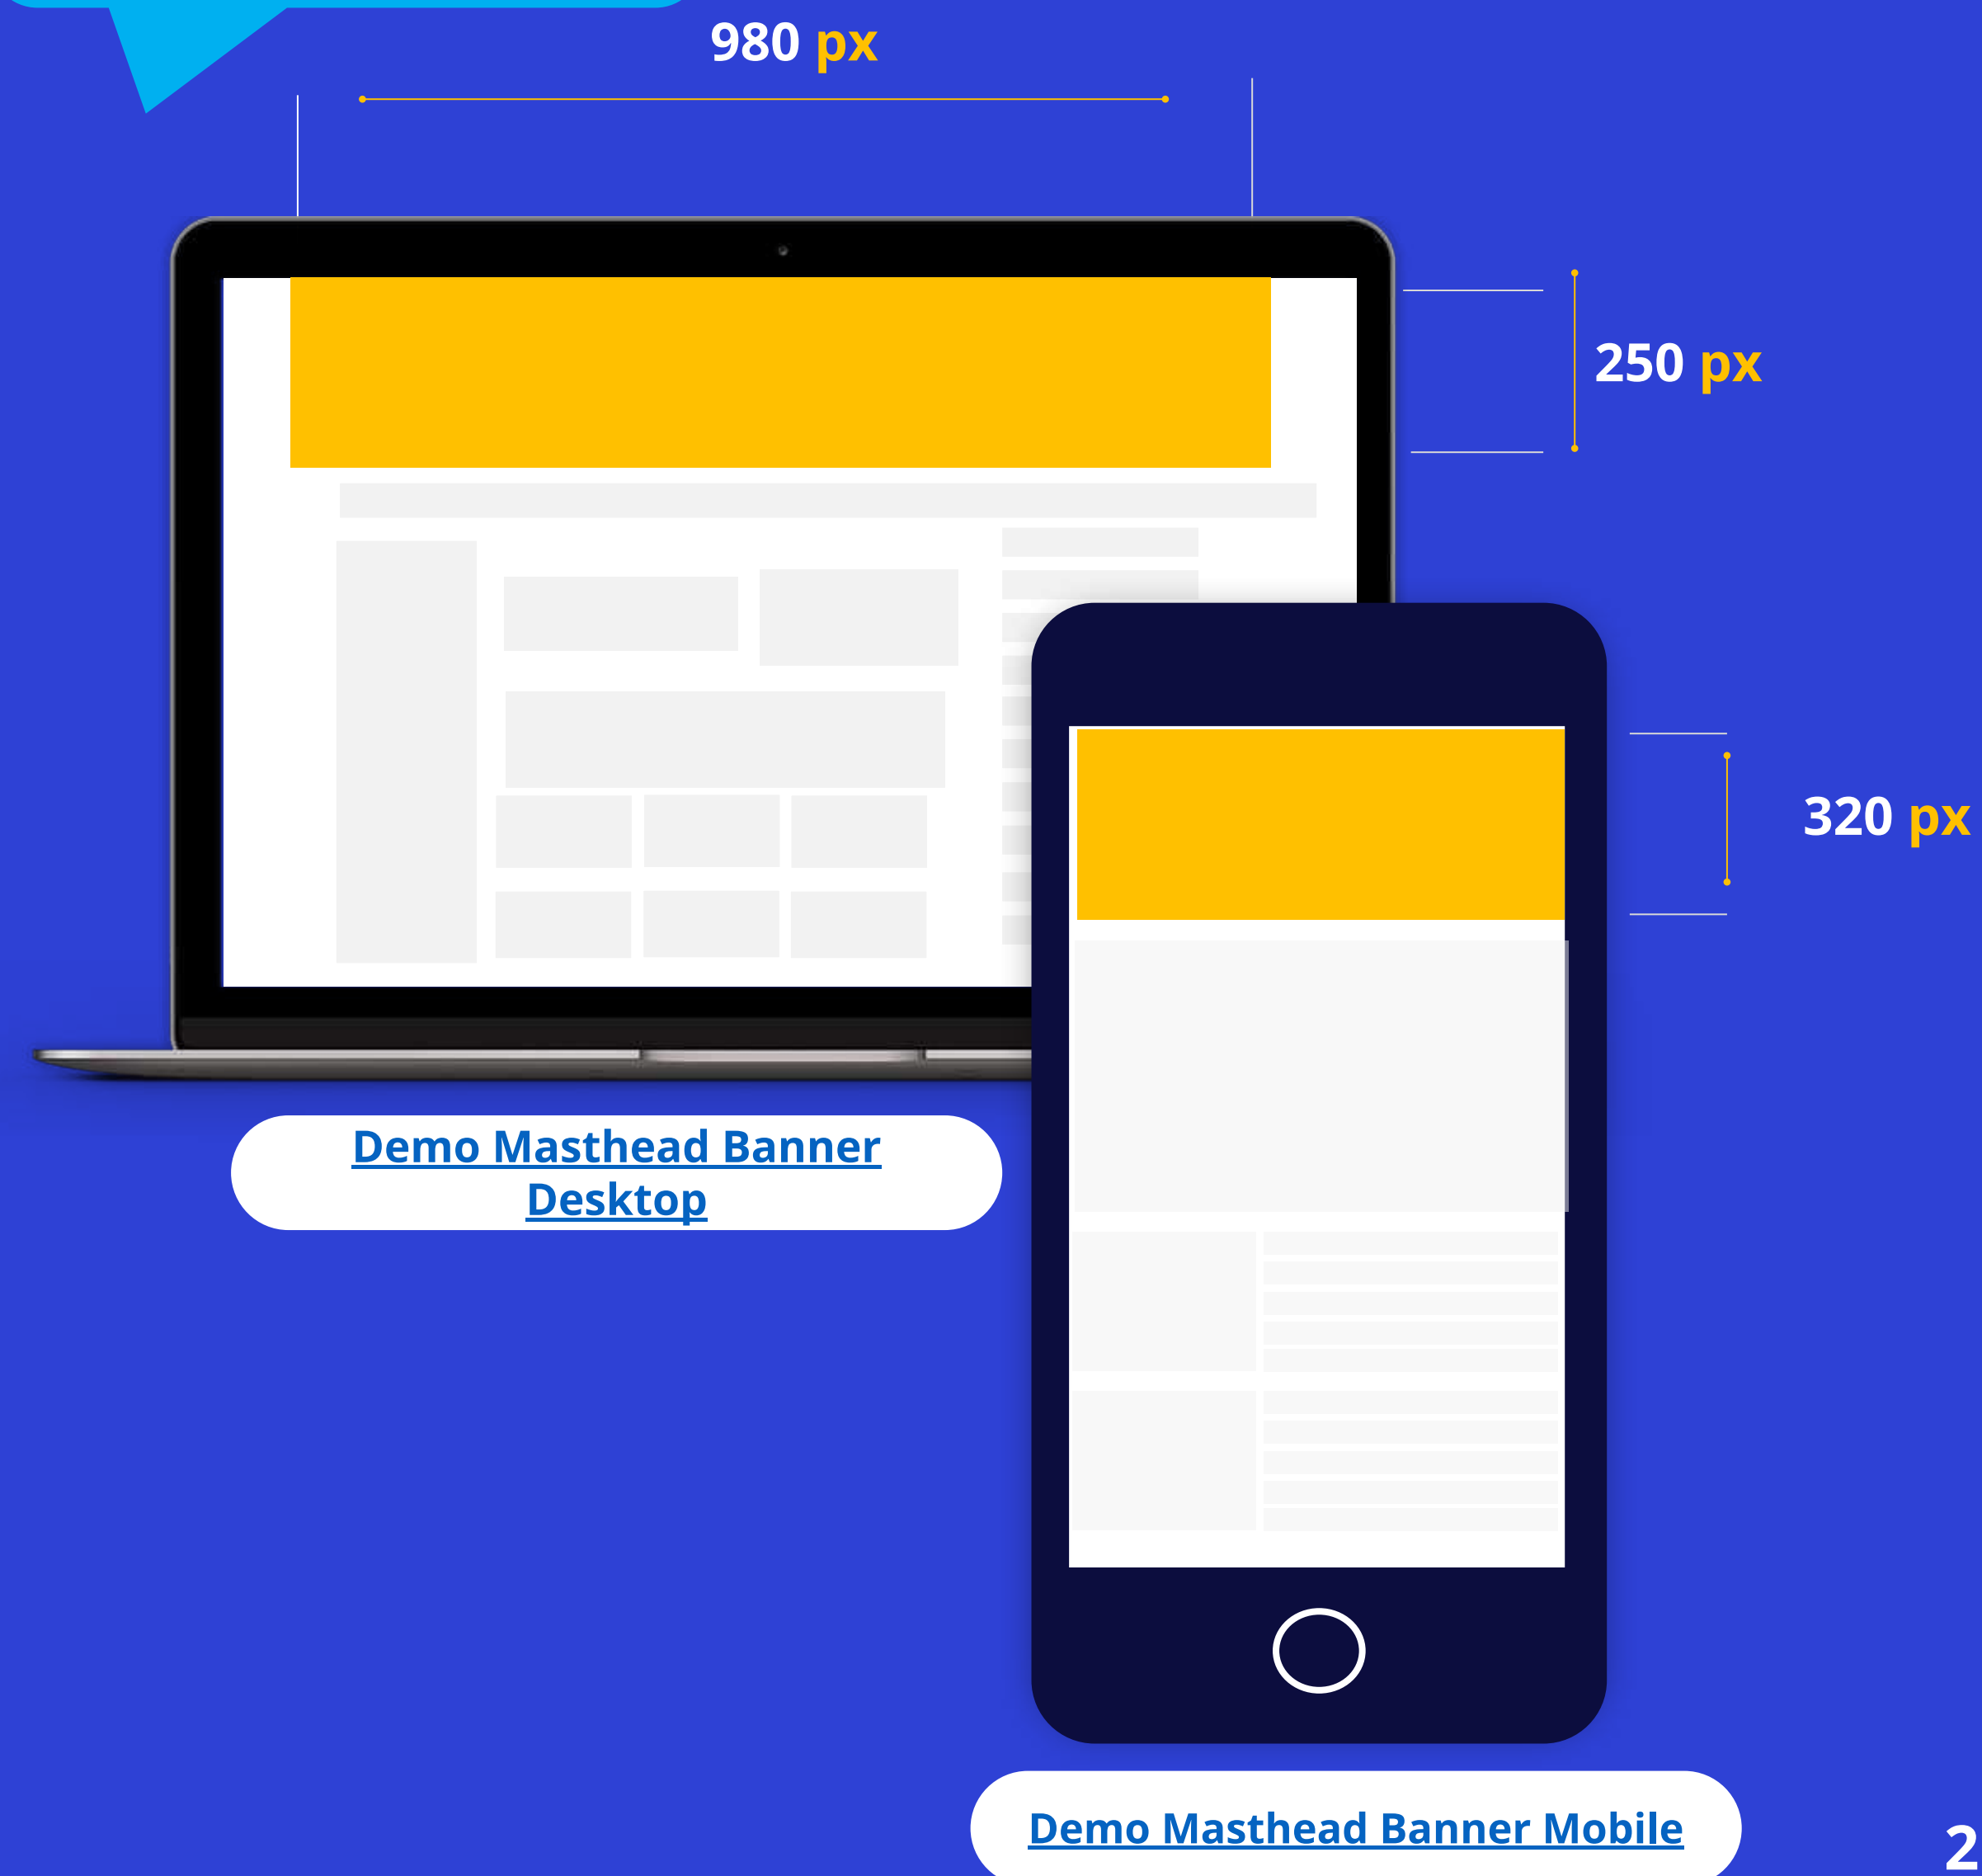 980 px
250 px
320 px
Demo Masthead Banner
Desktop
Demo Masthead Banner Mobile
2